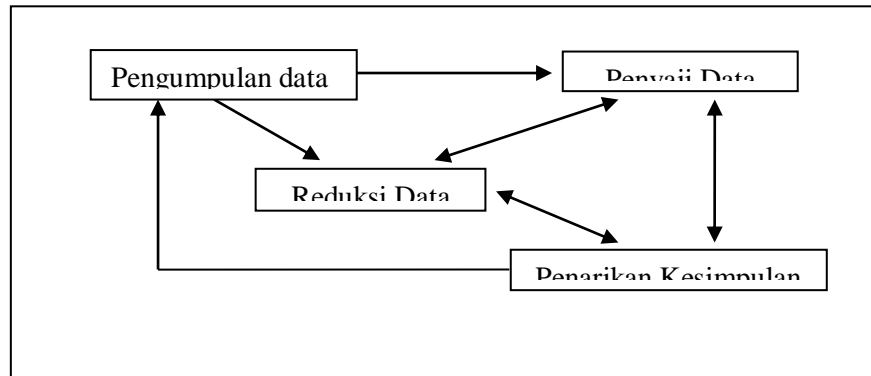 Pengumpulan data
Penyaji Data
Reduksi Data
Penarikan Kesimpulan